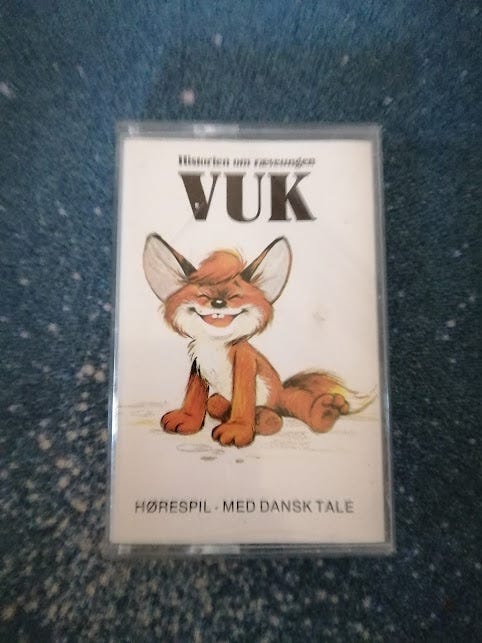 Historien om ræveungen
VUK
HØRESPIL · MED DANSK TALE